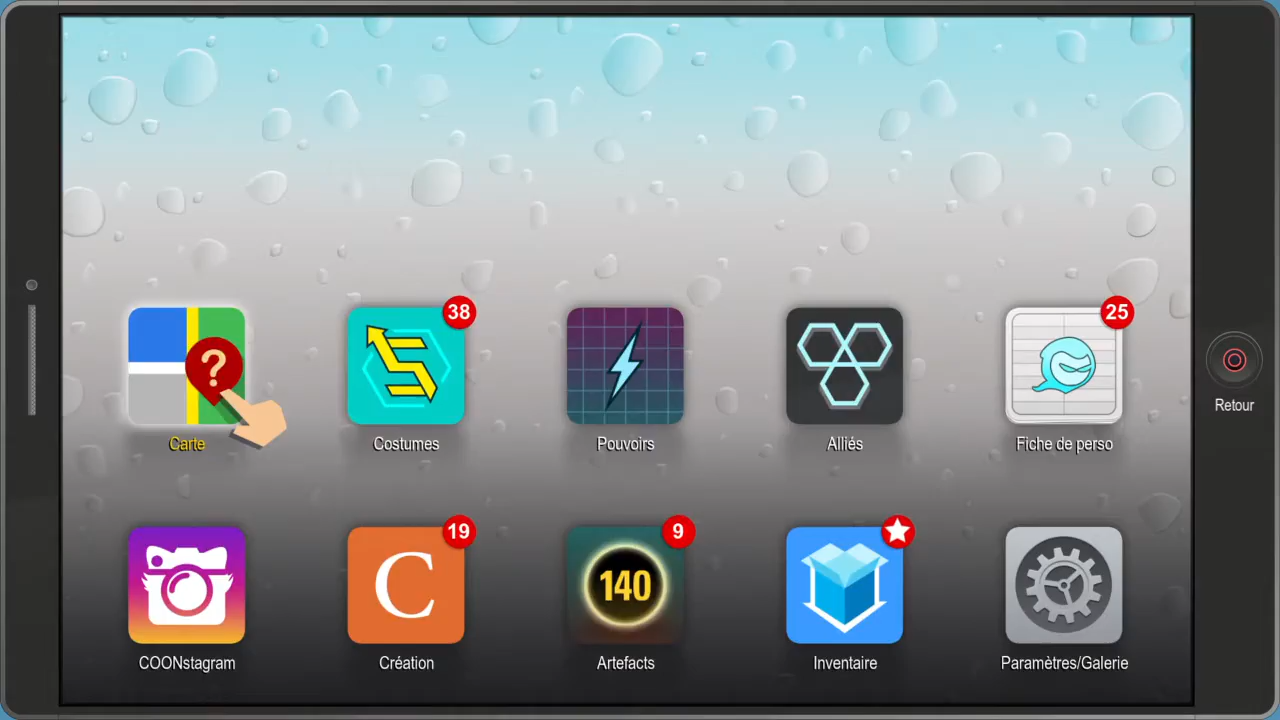 38
25
?
Carte
Costumes
Pouvoirs
Alliés
Fiche de perso
Retour
19
9
C
140
COONstagram
Création
Artefacts
Inventaire
Paramètres/Galerie